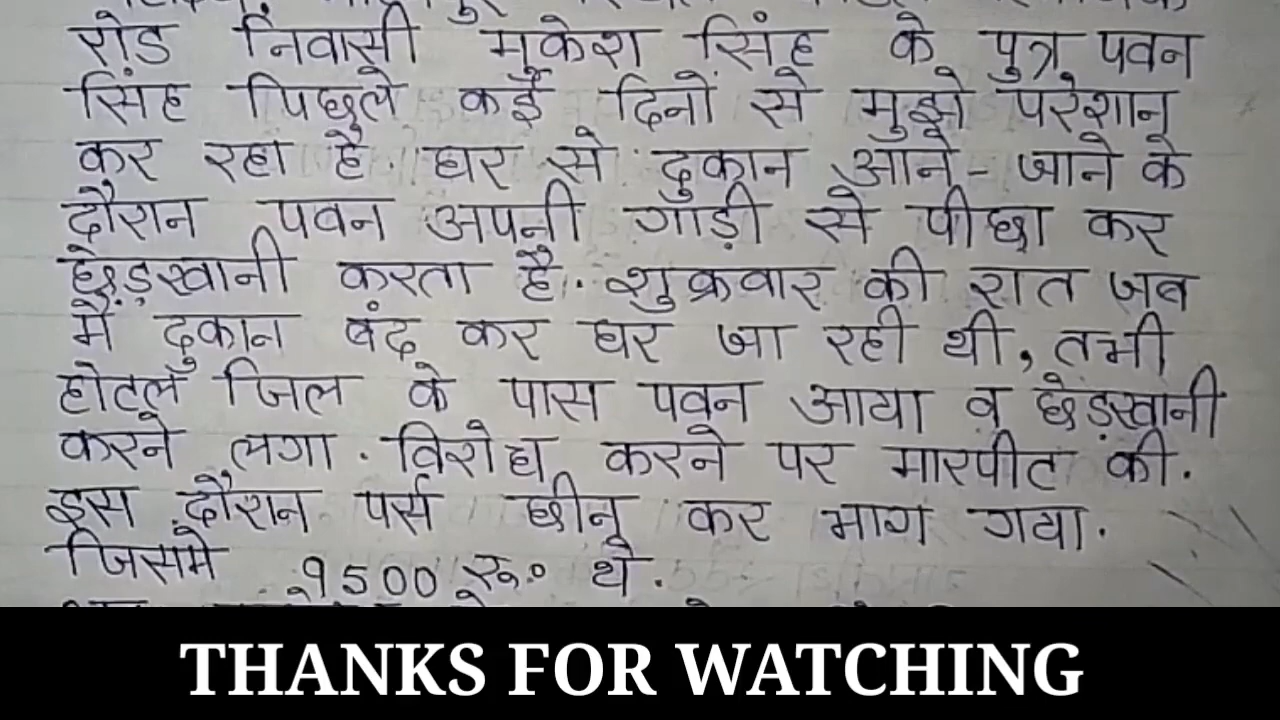 रोड निवासी मुकेश सिंह के पुत्र पवन
सिंह पिछले कई दिनों से मुझे परेशान
कर रहा है. घर से दुकान आने - जाने के
दौरान पवन अपनी गाड़ी से पीछा कर
छेड़खानी करता है. शुक्रवार की रात जब
मैं दुकान बंद कर घर जा रही थी, तभी
होटल जिल के पास पवन आया व छेड़खानी
करने लगा. विरोध करने पर मारपीट की.
इस दौरान पर्स छीन कर भाग गया.
जिसमें 9500 रू० थे.
THANKS FOR WATCHING